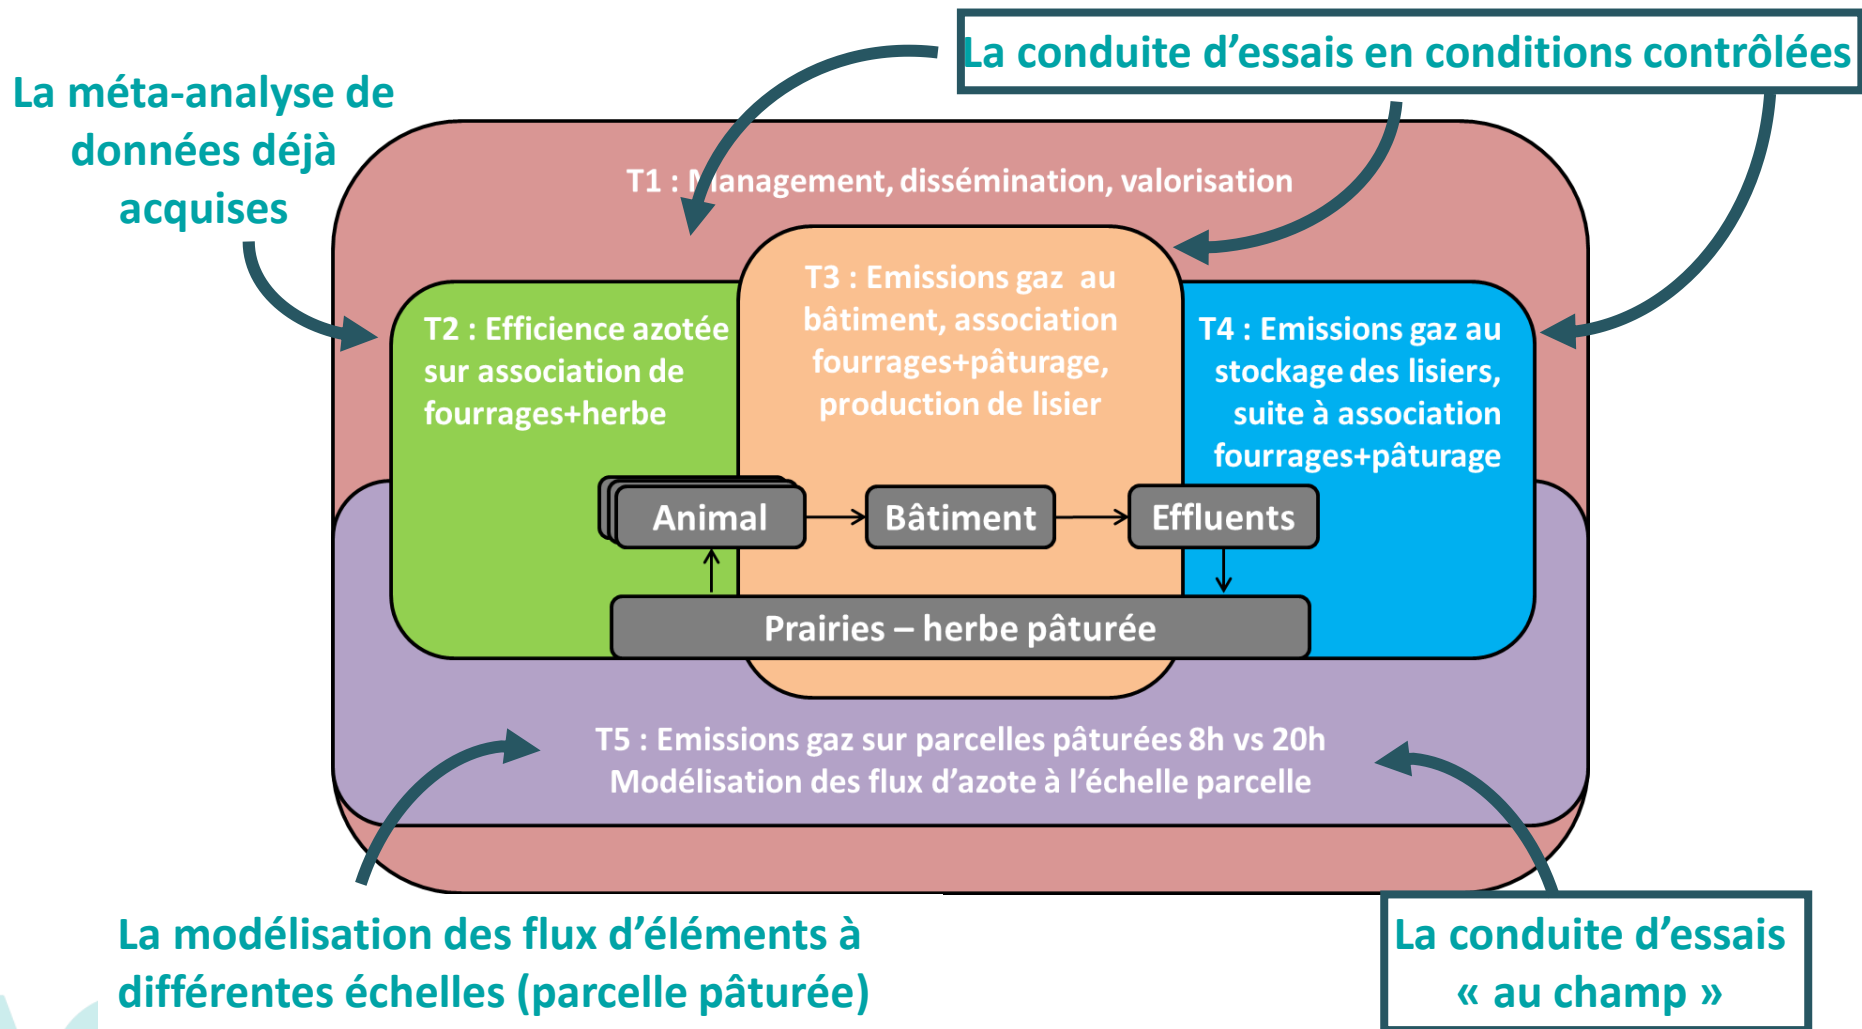 La conduite d'essais en conditions contrôlées
La méta-analyse de
données déjà
acquises
T1 : Management, dissémination, valorisation
T2 : Efficience azotée
sur association de
fourrages+herbe
T3 : Emissions gaz au
bâtiment, association
fourrages+pâturage,
production de lisier
T4 : Emissions gaz au
stockage des lisiers,
suite à association
fourrages+pâturage
Animal
Bâtiment
Effluents
Prairies – herbe pâturée
T5 : Emissions gaz sur parcelles pâturées 8h vs 20h
Modélisation des flux d'azote à l'échelle parcelle
La modélisation des flux d'éléments à
différentes échelles (parcelle pâturée)
La conduite d'essais
« au champ »